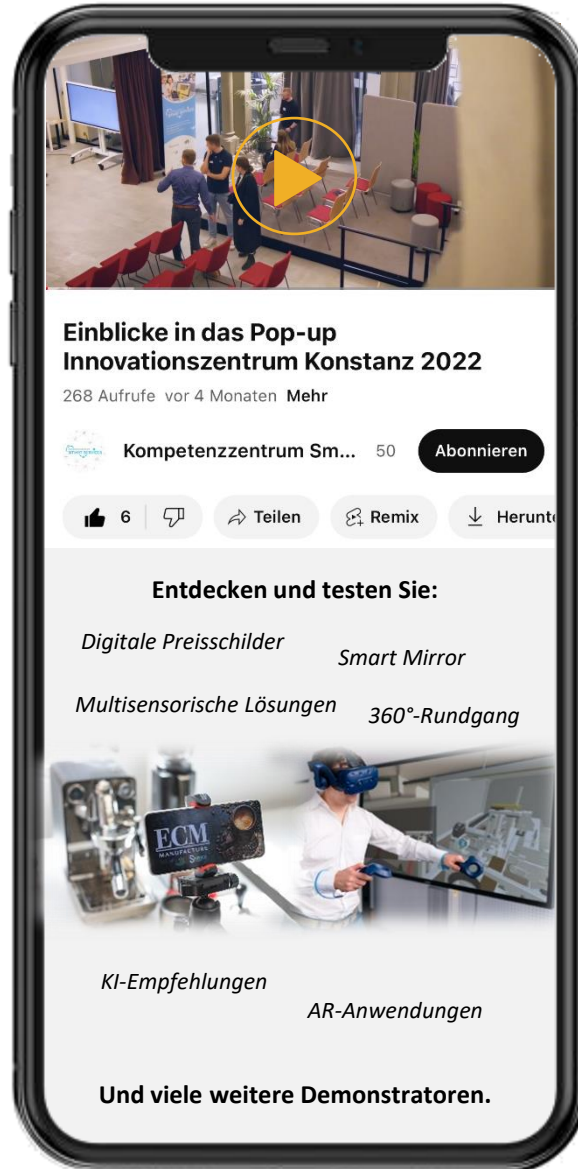 Einblicke in das Pop-up
Innovationszentrum Konstanz 2022
268 Aufrufe vor 4 Monaten Mehr
Kompetenzzentrum Sm... 50 Abonnieren
6 Teilen Remix Herunte
Entdecken und testen Sie:
Digitale Preisschilder
Smart Mirror
Multisensorische Lösungen
360°-Rundgang
ECM
MANUFACTURE
KI-Empfehlungen
AR-Anwendungen
Und viele weitere Demonstratoren.